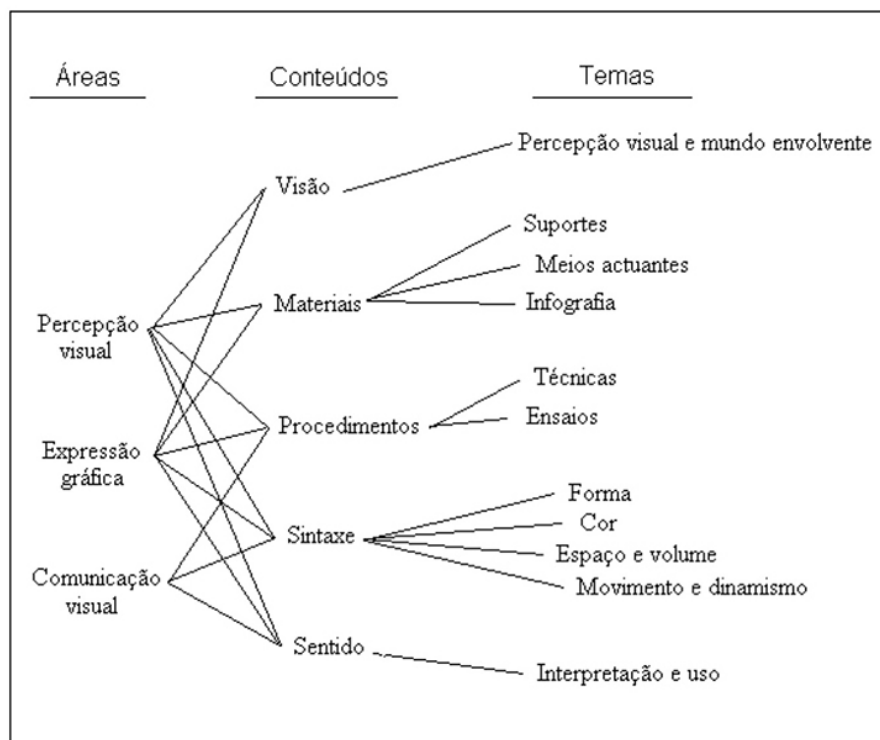 Áreas
Conteúdos
Temas
Percepção visual e mundo envolvente
Visão
Suportes
Meios actuantes
Materiais
Infografia
Percepção
visual
Técnicas
Procedimentos
Ensaios
Expressão
gráfica
Forma
Cor
Sintaxe
Espaço e volume
Comunicação
visual
Movimento e dinamismo
Sentido
Interpretação e uso